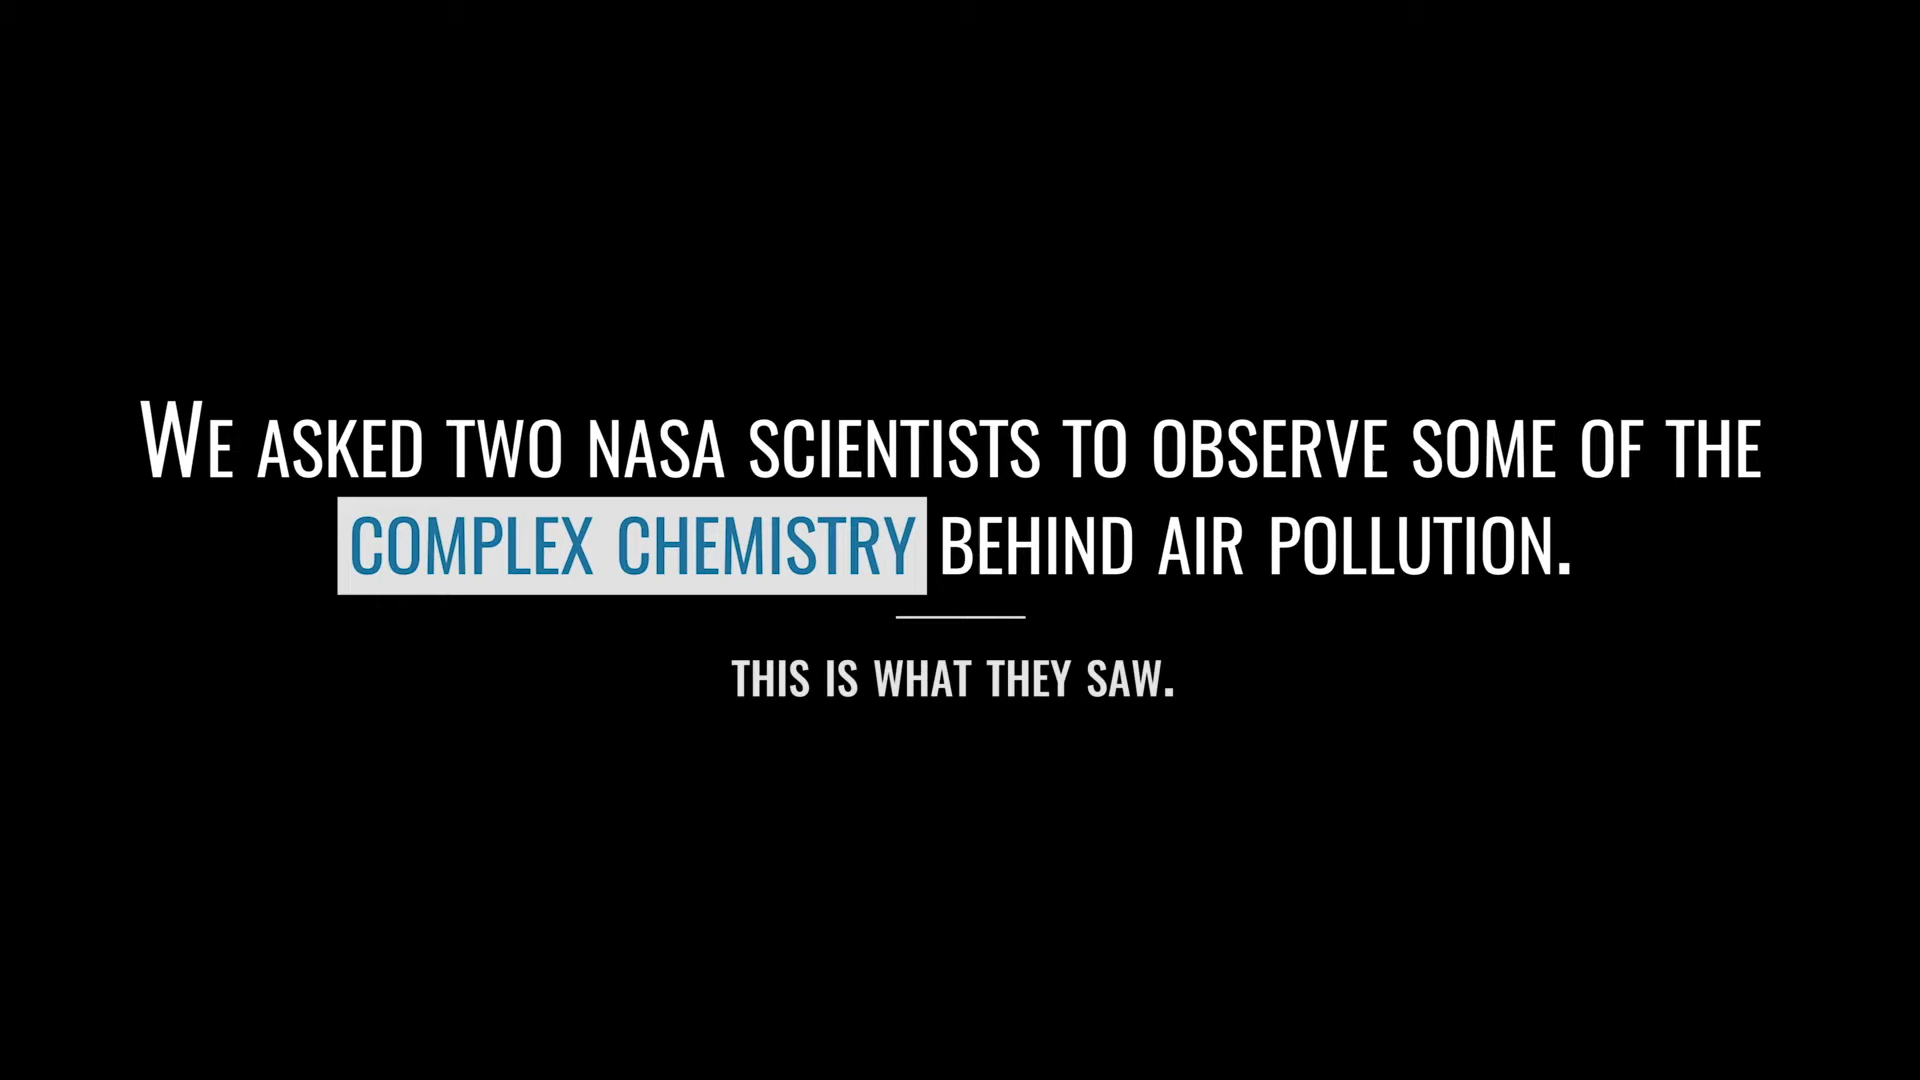 We asked two NASA scientists to observe some of the
complex chemistry behind air pollution.
this is what they saw.